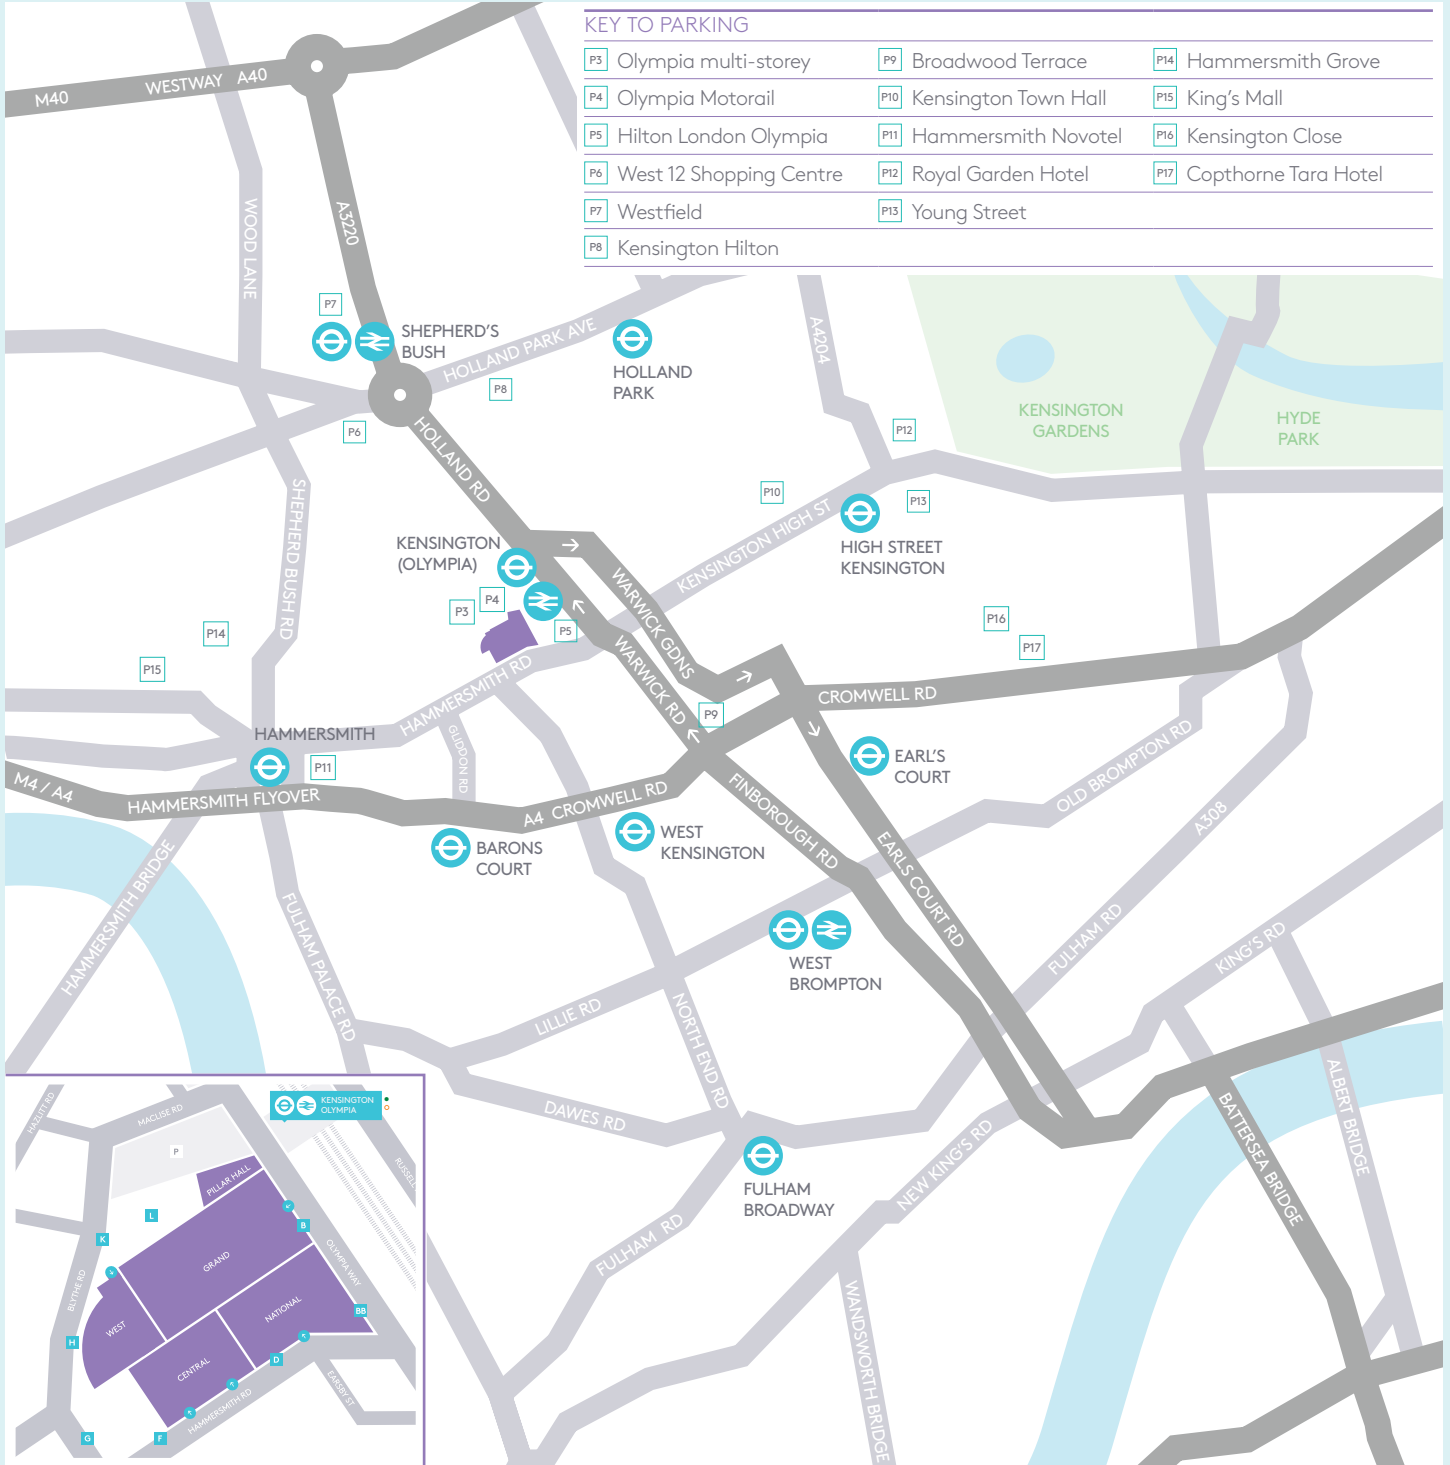 KEY TO PARKING
P3 Olympia multi-storey
P9 Broadwood Terrace
P14 Hammersmith Grove
P4 Olympia Motorail
P10 Kensington Town Hall
P15 King's Mall
P5 Hilton London Olympia
P11 Hammersmith Novotel
P16 Kensington Close
P6 West 12 Shopping Centre
P12 Royal Garden Hotel
P17 Copthorne Tara Hotel
P7 Westfield
P13 Young Street
P8 Kensington Hilton
M40
WESTWAY A40
A3220
WOOD LANE
P7
SHEPHERD'S
BUSH
HOLLAND PARK AVE
HOLLAND
PARK
A4204
P8
KENSINGTON
GARDENS
HYDE
PARK
P6
P12
HOLLAND RD
P10
P13
SHEPHERD BUSH RD
KENSINGTON HIGH ST
HIGH STREET
KENSINGTON
KENSINGTON
(OLYMPIA)
P4
P3
P5
WARWICK GDNS
WARWICK RD
P14
P15
P16
P17
HAMMERSMITH RD
CROMWELL RD
P9
HAMMERSMITH
P11
GLIDDON RD
EARL'S
COURT
OLD BROMPTON RD
M4 / A4
HAMMERSMITH FLYOVER
A4 CROMWELL RD
FINBOROUGH RD
A308
WEST
KENSINGTON
BARONS
COURT
EARLS COURT RD
HAMMERSMITH BRIDGE
FULHAM PALACE RD
WEST
BROMPTON
FULHAM RD
KING'S RD
LILLIE RD
NORTH END RD
DAWES RD
ALBERT BRIDGE
BATTERSEA BRIDGE
FULHAM
BROADWAY
NEW KING'S RD
FULHAM RD
WANDSWORTH BRIDGE
KENSINGTON
OLYMPIA
HAZLITT RD
MACLISE RD
P
RUSSELL
PILLAR HALL
L
B
K
GRAND
OLYMPIA WAY
BLYTHE RD
NATIONAL
BB
WEST
H
D
CENTRAL
EARSBY ST
HAMMERSMITH RD
G
F